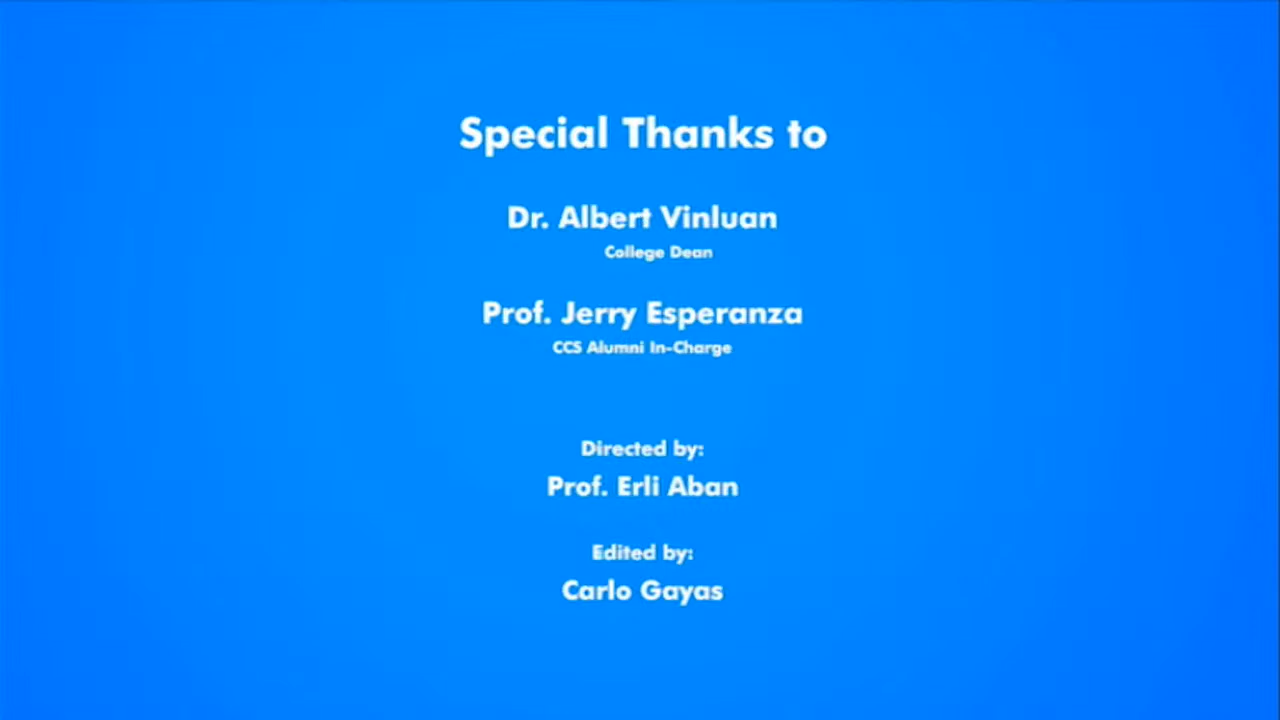 Special Thanks to
Dr. Albert Vinluan
College Dean
Prof. Jerry Esperanza
CCS Alumni In-Charge
Directed by:
Prof. Erli Aban
Edited by:
Carlo Gayas